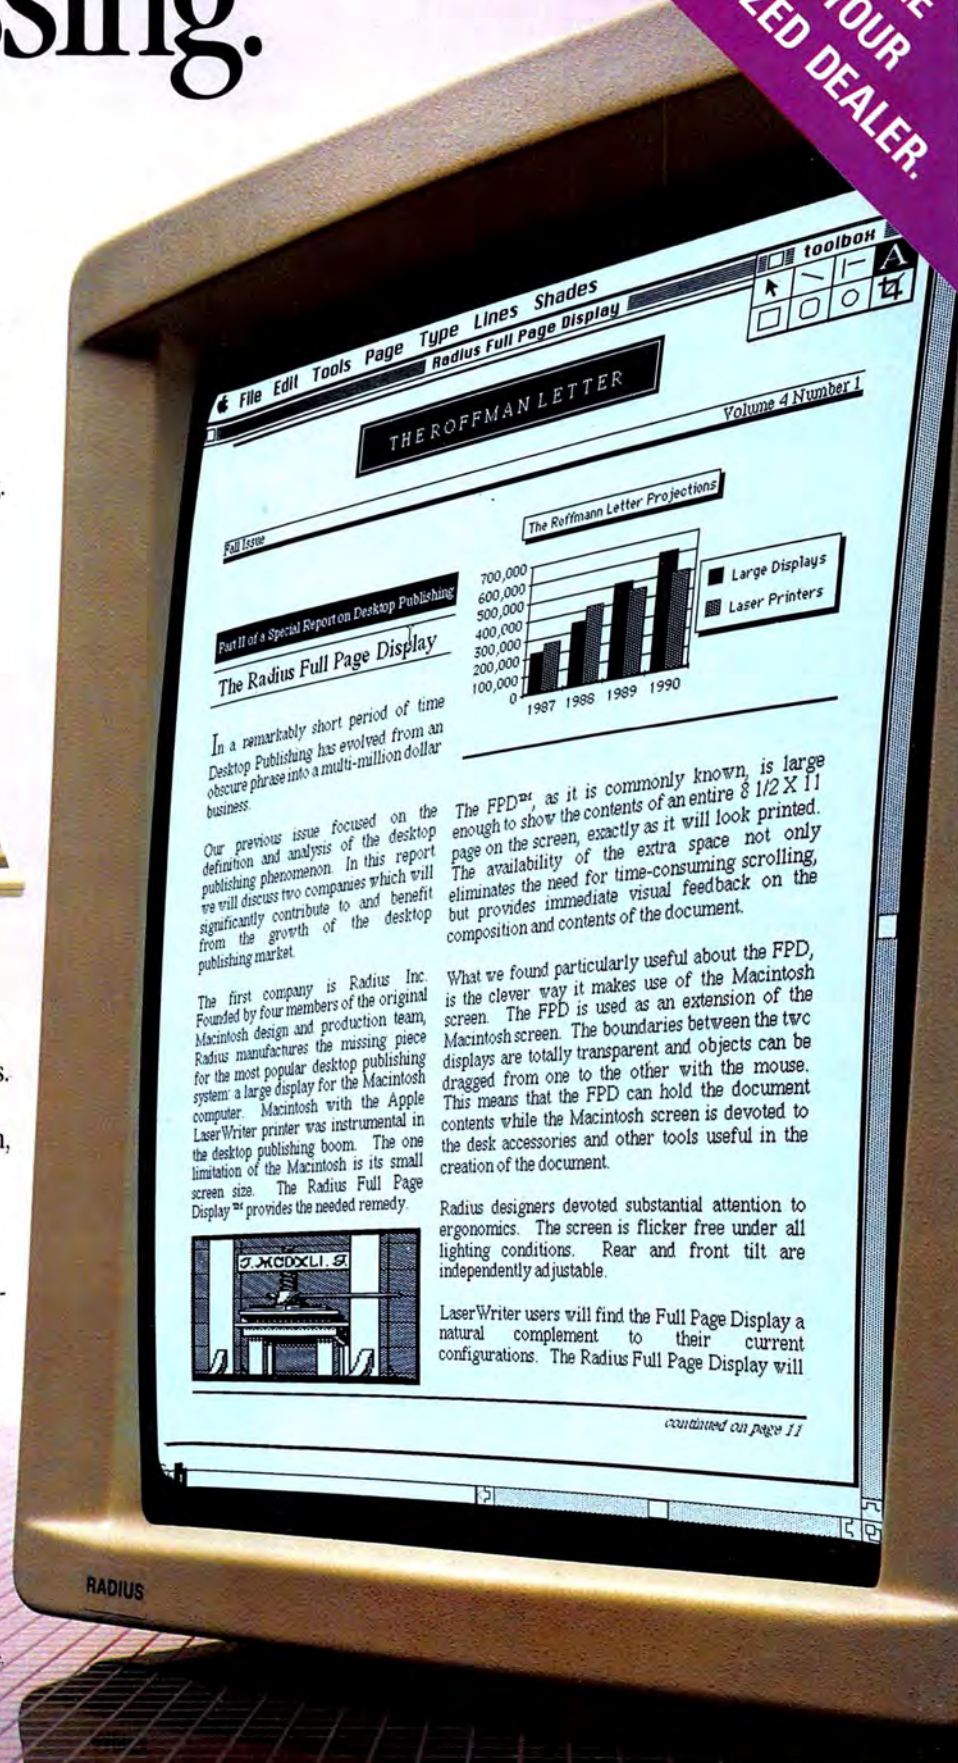 sing.
YOUR
ZED DEALER.
File Edit Tools Page Type Lines Shades
Radius Full Page Display
toolbox
A
THE ROFFMAN LETTER
Volume 4 Number 1
Fall Issue
Part II of a Special Report on Desktop Publishing
The Radius Full Page Display
In a remarkably short period of time
Desktop Publishing has evolved from an
obscure phrase into a multi-million dollar
business.
Our previous issue focused on the
definition and analysis of the desktop
publishing phenomenon. In this report
we will discuss two companies which will
significantly contribute to and benefit
from the growth of the desktop
publishing market.
The first company is Radius Inc.
Founded by four members of the original
Macintosh design and production team,
Radius manufactures the missing piece
for the most popular desktop publishing
system: a large display for the Macintosh
computer. Macintosh with the Apple
LaserWriter printer was instrumental in
the desktop publishing boom. The one
limitation of the Macintosh is its small
screen size. The Radius Full Page
Display™ provides the needed remedy.
J. MCDXLI. S.
The Roffmann Letter Projections
700,000
600,000
500,000
400,000
300,000
200,000
100,000
0
1987 1988 1989 1990
Large Displays
Laser Printers
The FPD™, as it is commonly known, is large
enough to show the contents of an entire 8 1/2 X 11
page on the screen, exactly as it will look printed.
The availability of the extra space not only
eliminates the need for time-consuming scrolling,
but provides immediate visual feedback on the
composition and contents of the document.
What we found particularly useful about the FPD,
is the clever way it makes use of the Macintosh
screen. The FPD is used as an extension of the
Macintosh screen. The boundaries between the two
displays are totally transparent and objects can be
dragged from one to the other with the mouse.
This means that the FPD can hold the document
contents while the Macintosh screen is devoted to
the desk accessories and other tools useful in the
creation of the document.
Radius designers devoted substantial attention to
ergonomics. The screen is flicker free under all
lighting conditions. Rear and front tilt are
independently adjustable.
LaserWriter users will find the Full Page Display a
natural complement to their current
configurations. The Radius Full Page Display will
continued on page 11
RADIUS